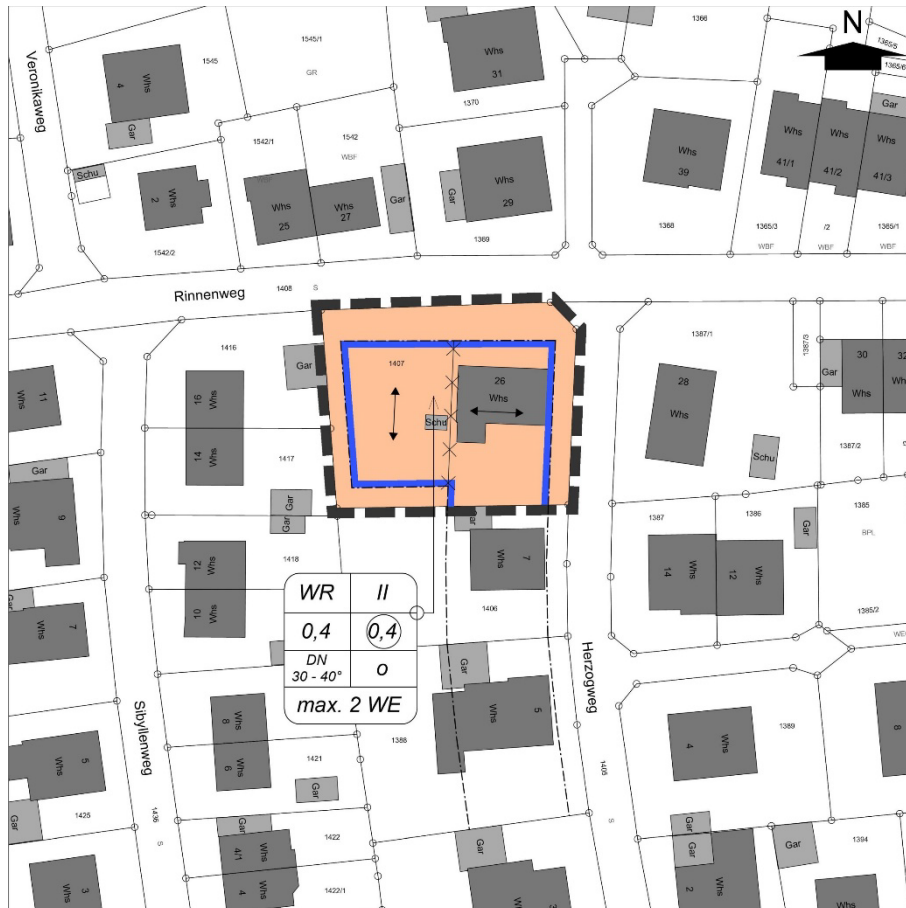 1366
N
1365/5
1365/6
Veronikaweg
1545
1545/1
GR
4
Whs
Gar
Whs
31
1370
Gar
Whs
39
Whs
41/1
Whs
41/2
Whs
41/3
Schu
2
Whs
1542/1
1542
WBF
Whs
25
Whs
27
Gar
Gar
Whs
29
1542/2
1369
1368
1365/3
WBF
/2
WBF
1365/1
WBF
Rinnenweg
1408
S
1416
Gar
1407
26
Whs
Schu
1387/1
1387/3
28
Whs
Gar
30
Whs
32
1387/2
Schu
11
Whs
16
Whs
14
Whs
1417
Gar
Gar
Gar
9
Whs
Gar
7
Whs
1406
1387
1386
Gar
1385
BPL
14
Whs
12
Whs
1385/2
1418
12
Whs
10
Whs
Gar
7
Whs
WR
II
0,4
0,4
DN
30 - 40°
o
max. 2 WE
Gar
Whs
5
Herzogweg
Sibyllenweg
8
Whs
6
Whs
1421
1388
Gar
1405
S
4
Whs
1389
8
5
Whs
1425
Gar
1436
S
Gar
4/1
Whs
Whs
4
1422
1422/1
Gar
Whs
Gar
Gar
2
Whs
Gar
1394
Whs
3
Whs